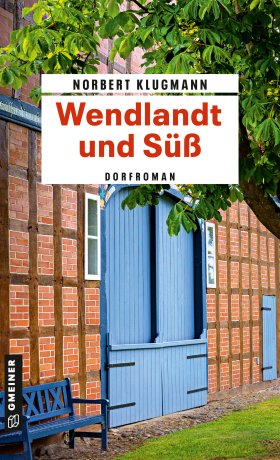 NORBERT KLUGMANN
Wendlandt
und Süß
DORFROMAN
GMEINER